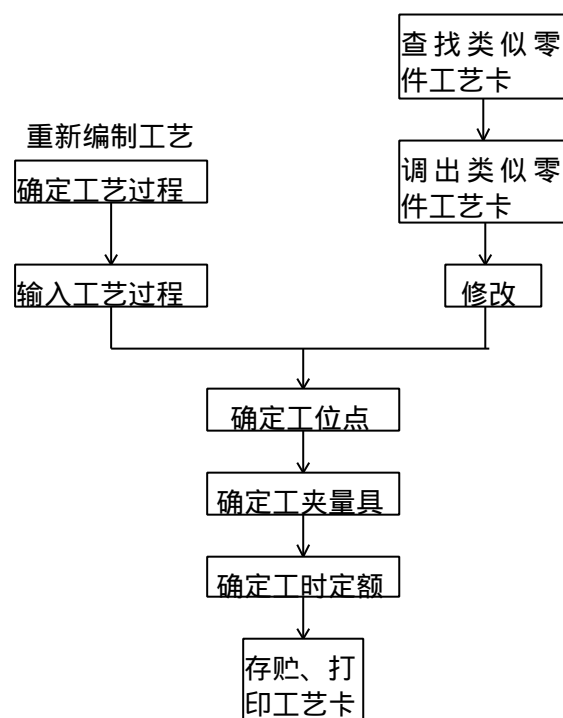 查找类似零
件工艺卡
重新编制工艺
确定工艺过程
调出类似零
件工艺卡
输入工艺过程
修改
确定工位点
确定工夹量具
确定工时定额
存贮、打
印工艺卡